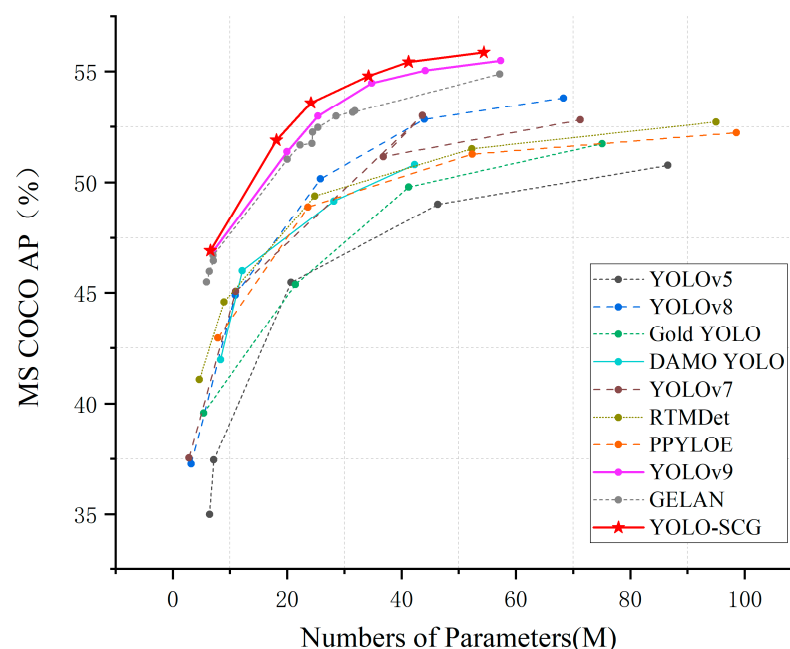 MS COCO AP（%）
55
50
45
40
35
0
20
40
60
80
100
Numbers of Parameters(M)
YOLOv5
YOLOv8
Gold YOLO
DAMO YOLO
YOLOv7
RTMDet
PPYLOE
YOLOv9
GELAN
YOLO-SCG